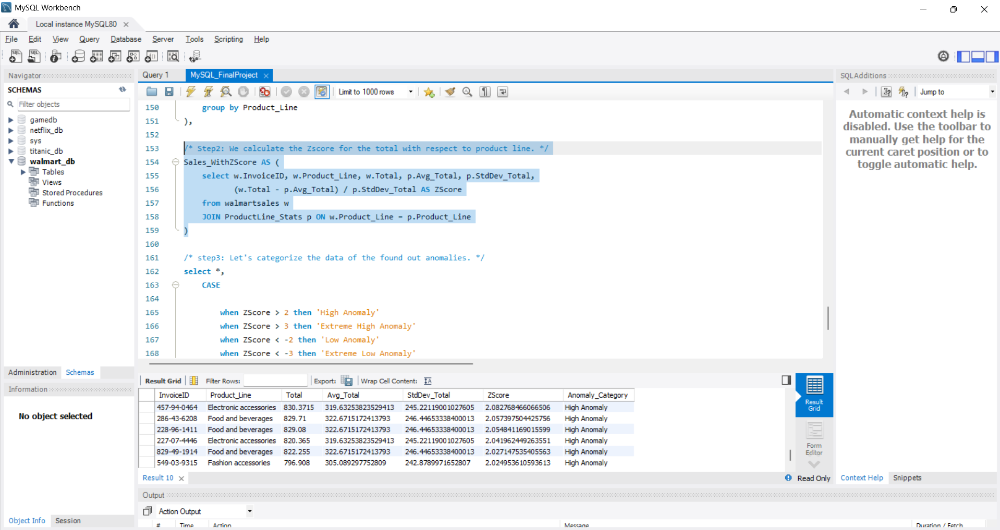 MySQL Workbench
Local instance MySQL80
File Edit View Query Database Server Tools Scripting Help
Navigator
SCHEMAS
Filter objects
gamedb
netflix_db
sys
titanic_db
walmart_db
Tables
Views
Stored Procedures
Functions
Administration Schemas
Information
No object selected
Object Info Session
Query 1 MySQL_FinalProject
Limit to 1000 rows
150 group by Product_Line
151 ),
152
153 /* Step2: We calculate the Zscore for the total with respect to product line. */
154 Sales_WithZScore AS (
155 select w.InvoiceID, w.Product_Line, w.Total, p.Avg_Total, p.StdDev_Total,
156 (w.Total - p.Avg_Total) / p.StdDev_Total AS ZScore
157 from walmartsales w
158 JOIN ProductLine_Stats p ON w.Product_Line = p.Product_Line
159 )
160
161 /* step3: Let's categorize the data of the found out anomalies. */
162 select *,
163 CASE
164
165 when ZScore > 2 then 'High Anomaly'
166 when ZScore > 3 then 'Extreme High Anomaly'
167 when ZScore < -2 then 'Low Anomaly'
168 when ZScore < -3 then 'Extreme Low Anomaly'
Result Grid Filter Rows: Export: Wrap Cell Content:
InvoiceID Product_Line Total Avg_Total StdDev_Total ZScore Anomaly_Category
457-94-0464 Electronic accessories 830.3715 319.63253823529413 245.22119001027605 2.082768466066506 High Anomaly
286-43-6208 Food and beverages 829.71 322.6715172413793 246.44653338400013 2.057397504425756 High Anomaly
228-96-1411 Food and beverages 829.08 322.6715172413793 246.44653338400013 2.054841169015599 High Anomaly
227-07-4446 Electronic accessories 820.365 319.63253823529413 245.22119001027605 2.041962449263551 High Anomaly
829-49-1914 Food and beverages 822.255 322.6715172413793 246.44653338400013 2.027147535405563 High Anomaly
549-03-9315 Fashion accessories 796.908 305.089297752809 242.8789971652807 2.024953610593613 High Anomaly
Result Grid
Form Editor
Result 10
Read Only
Output
Action Output
# Time Action Message Duration / Fetch
SQLAdditions
Jump to
Automatic context help is
disabled. Use the toolbar to
manually get help for the
current caret position or to
toggle automatic help.
Context Help Snippets